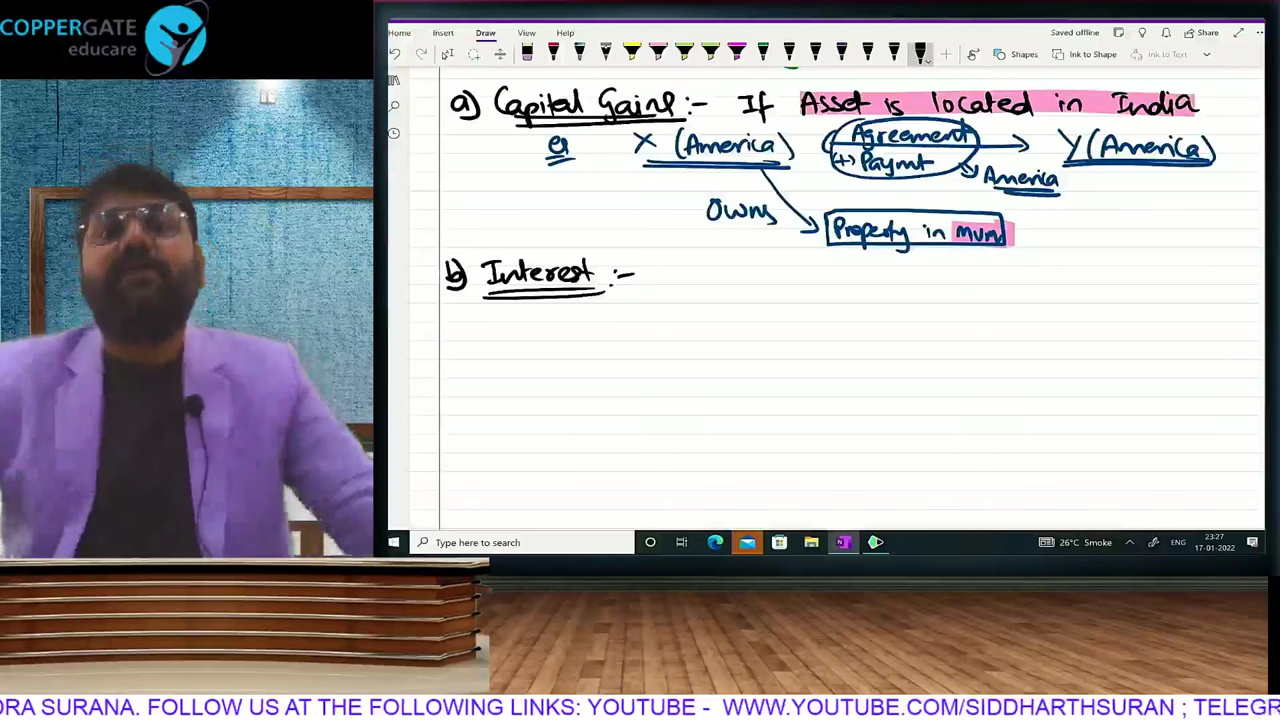 COPPERGATE
educare
Home Insert Draw View Help
Saved offline Share
Shapes Ink to Shape Ink to Text
a) Capital Gains :- If Asset is located in India
eg X (America) Agreement Y (America)
(+) Paymt America
Owns Property in mum
b) Interest :-
Type here to search
26°C Smoke ENG 23:27
17-01-2022
ORA SURANA. FOLLOW US AT THE FOLLOWING LINKS: YOUTUBE - WWW.YOUTUBE.COM/SIDDHARTHSURAN ; TELEGR